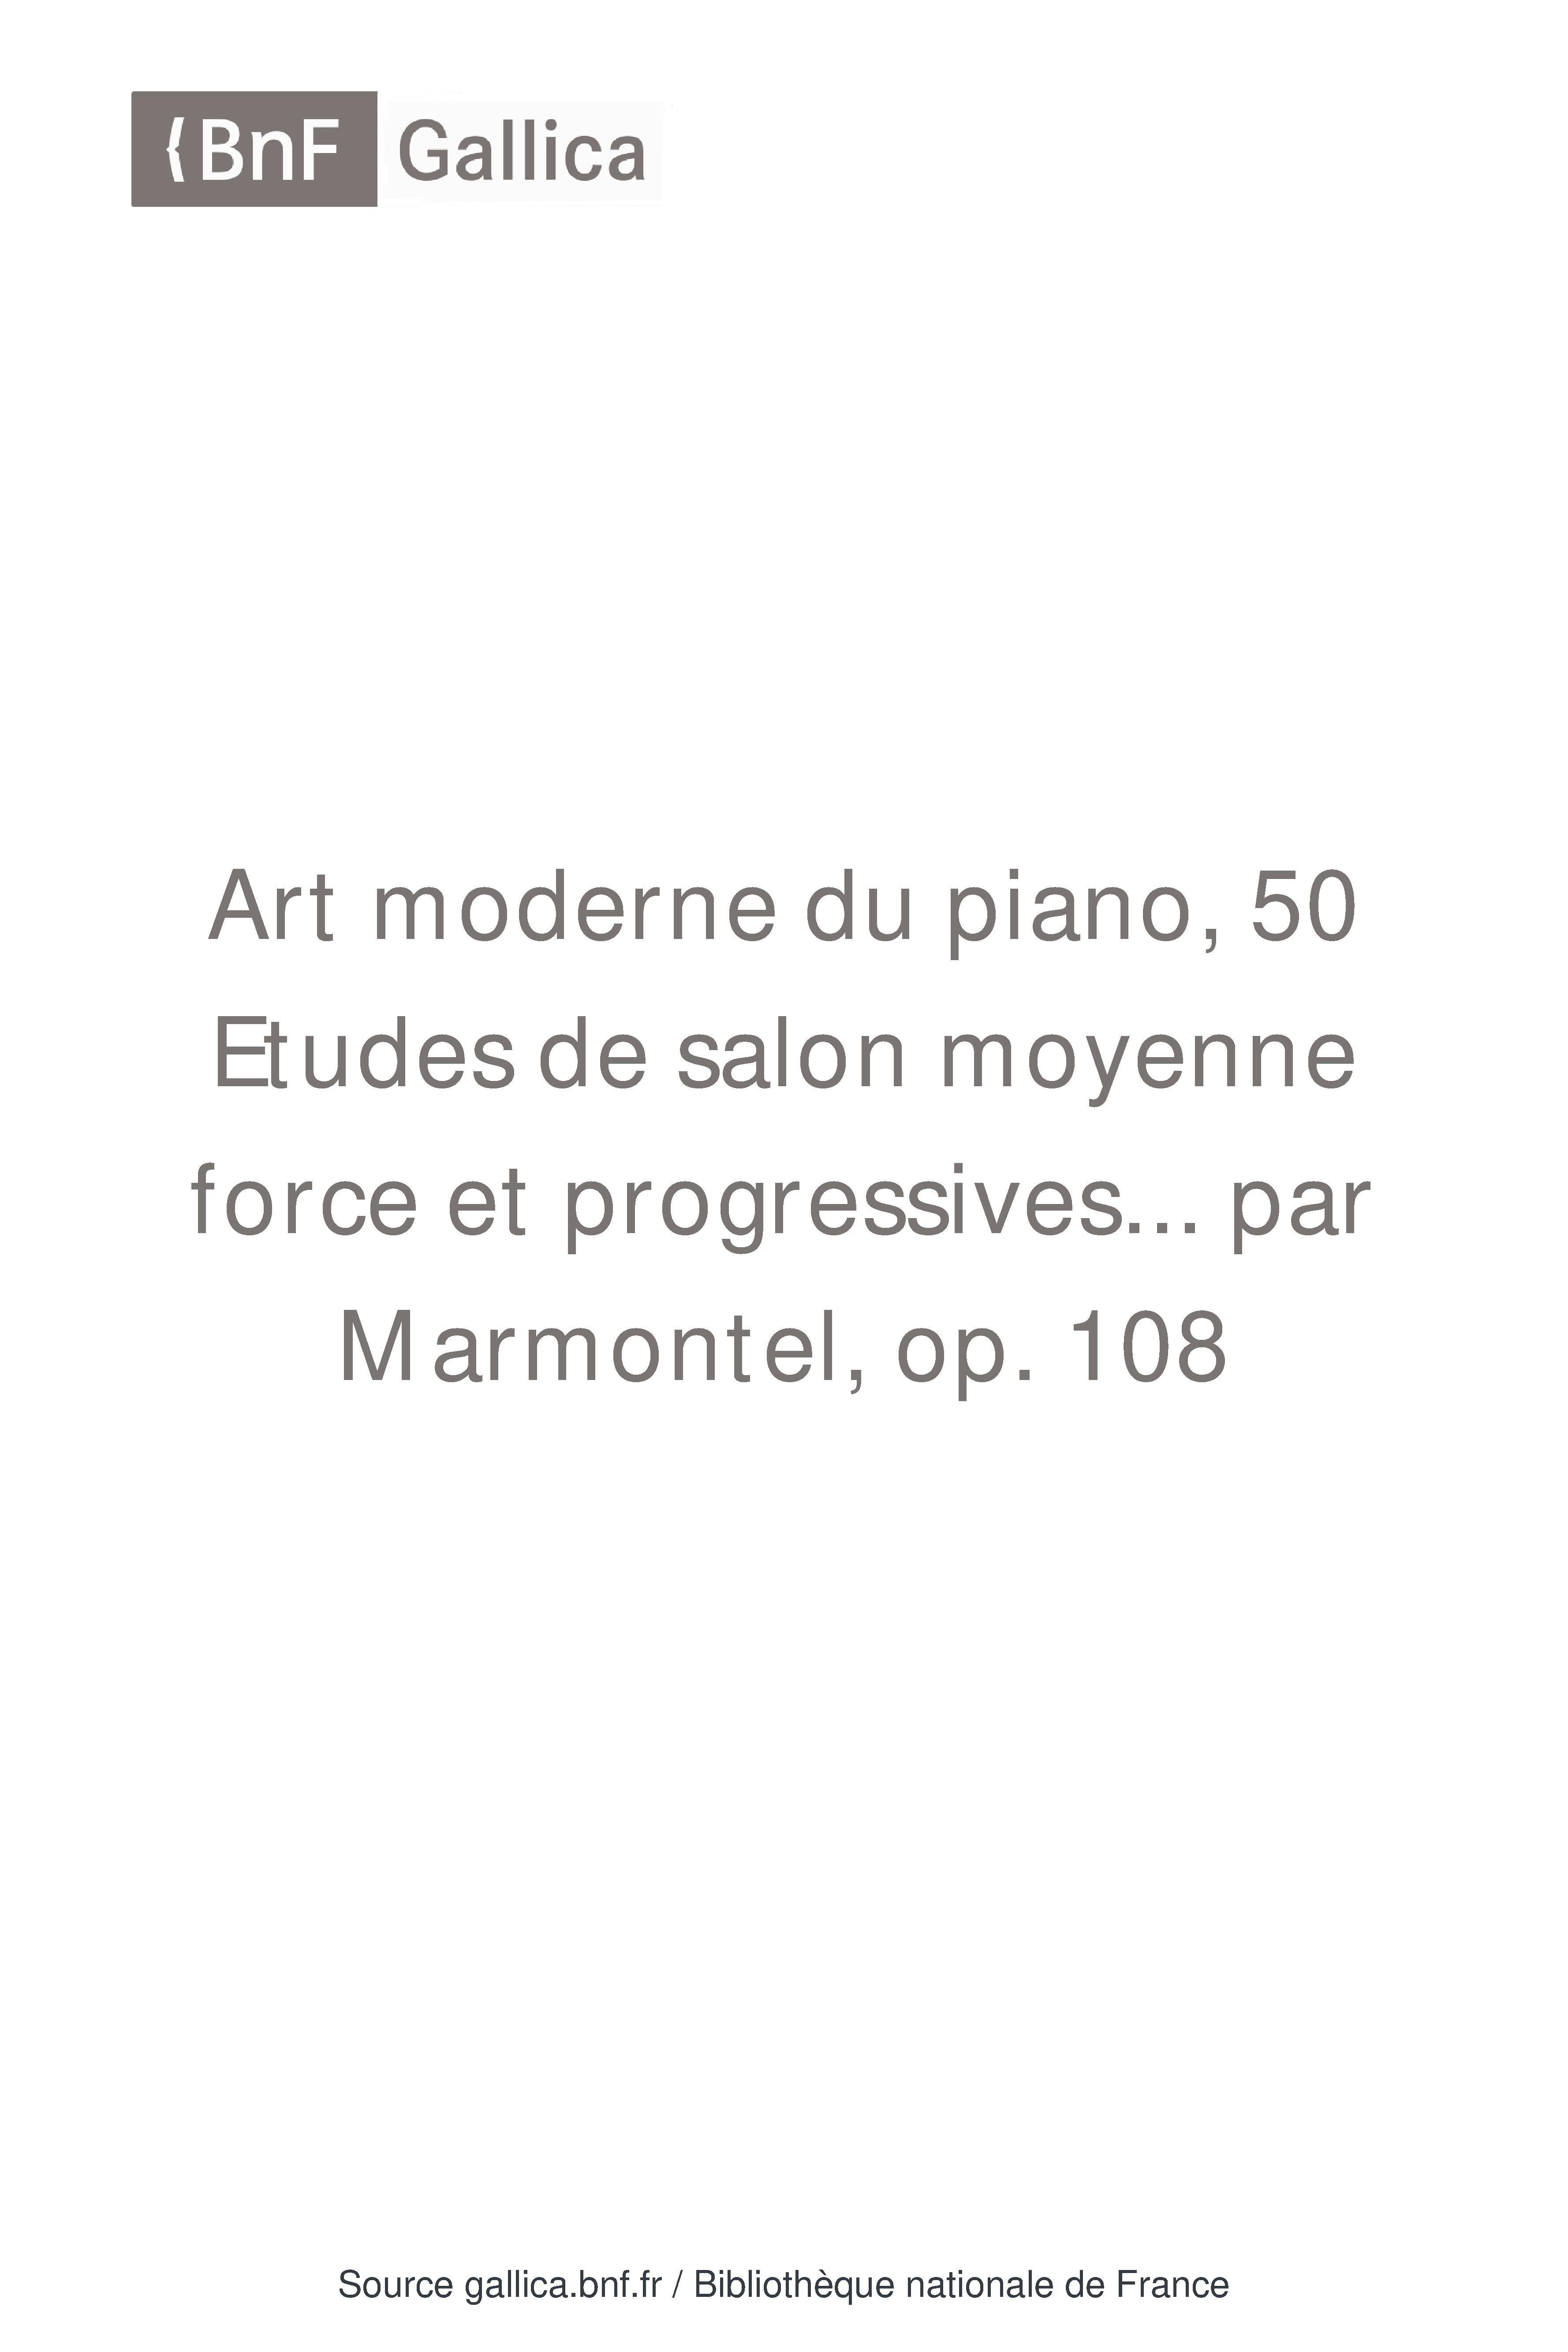 {BnF Gallica
Art moderne du piano, 50
Etudes de salon moyenne
force et progressives... par
Marmontel, op. 108
Source gallica.bnf.fr / Bibliothèque nationale de France